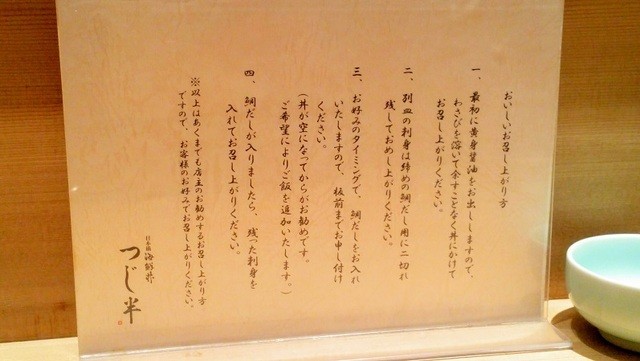 おいしいお召し上がり方
一、最初に黄身醤油をお出ししますので、
わさびを溶いて余すことなく丼にかけて
お召し上がりください。
二、別皿の刺身は締めの鯛だし用に二切れ
残しておめし上がりください。
三、お好みのタイミングで、鯛だしをお入れ
いたしますので、板前までお申し付け
ください。
(丼が空になってからがお勧めです。
ご希望によりご飯を追加いたします。)
四、鯛だしが入りましたら、残った刺身を
入れてお召し上がりください。
※以上はあくまでも店主のお勧めするお召し上がり方
ですので、お客様のお好みでお召し上がりください。
日本橋 海鮮丼
つじ半